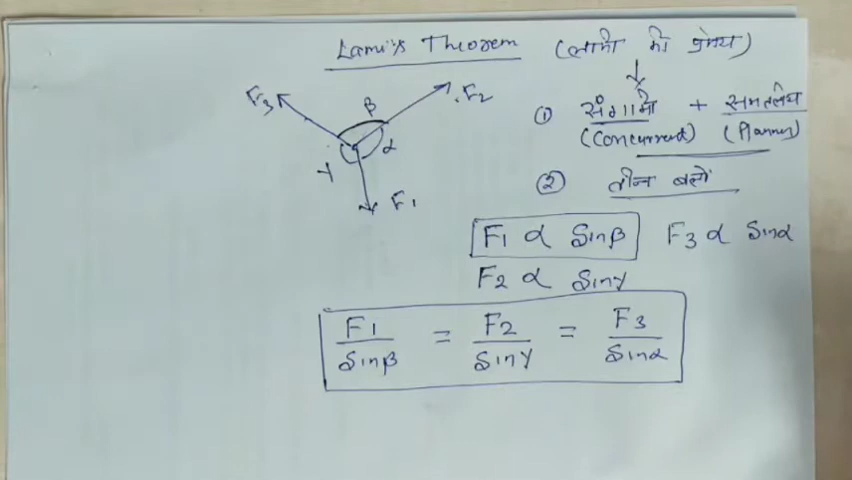 Lami's Theorem (लामी की प्रमेय)
F3 β F2
α
γ F1
① संगामी + समतलीय
(Concurrent) (Planner)
② तीन बलों
F1 ∝ Sinβ F3 ∝ Sinα
F2 ∝ Sinγ
F1/Sinβ = F2/Sinγ = F3/Sinα